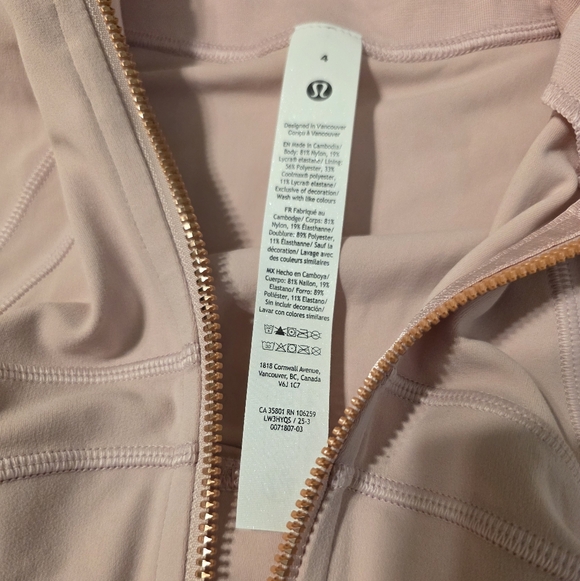 4
Designed in Vancouver
Conçu à Vancouver
EN Made in Cambodia/
Body: 81% Nylon, 19%
Lycra® elastane/ Lining:
56% Polyester, 33%
Coolmax® polyester,
11% Lycra® elastane/
Exclusive of decoration/
Wash with like colours
FR Fabriqué au
Cambodge/ Corps: 81%
Nylon, 19% Élasthanne/
Doublure: 89% Polyester,
11% Élasthanne/ Sauf la
décoration/ Lavage avec
des couleurs similaires
MX Hecho en Camboya/
Cuerpo: 81% Nailon, 19%
Elastano/ Forro: 89%
Poliéster, 11% Elastano/
Sin incluir decoración/
Lavar con colores similares
1818 Cornwall Avenue,
Vancouver, BC, Canada
V6J 1C7
CA 35801 RN 106259
LW3HYQS / 25-3
0071807-03